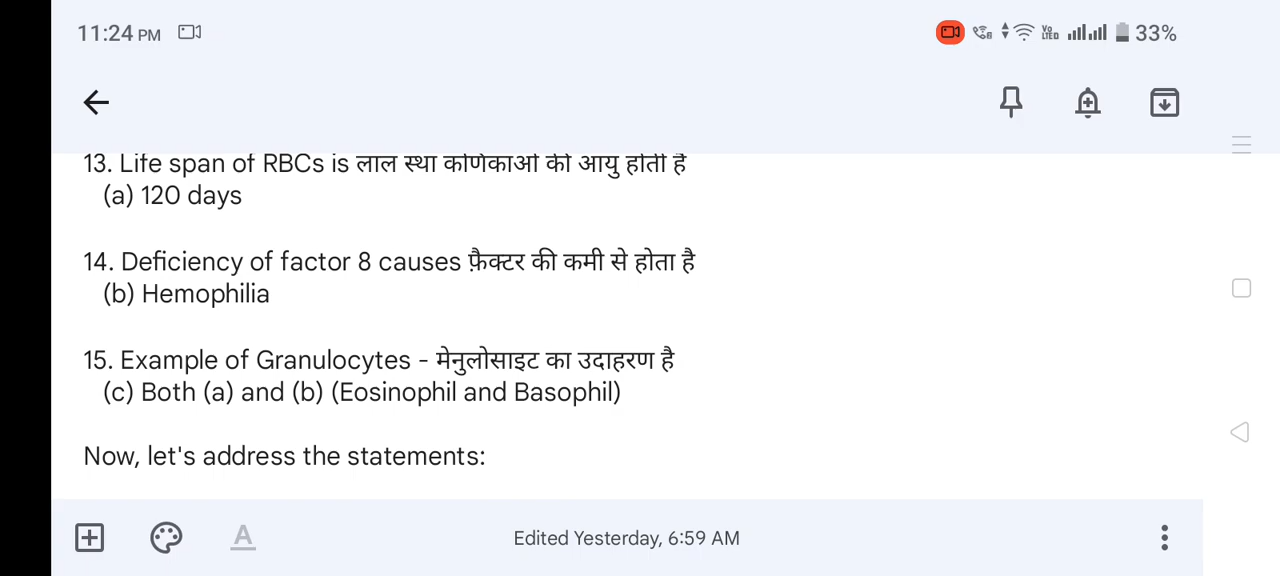 11:24 PM
Vo LTE 33%
13. Life span of RBCs is लाल स्था कणिकाओं की आयु होती है
(a) 120 days
14. Deficiency of factor 8 causes फ़ैक्टर की कमी से होता है
(b) Hemophilia
15. Example of Granulocytes - मेनुलोसाइट का उदाहरण है
(c) Both (a) and (b) (Eosinophil and Basophil)
Now, let's address the statements:
A
Edited Yesterday, 6:59 AM